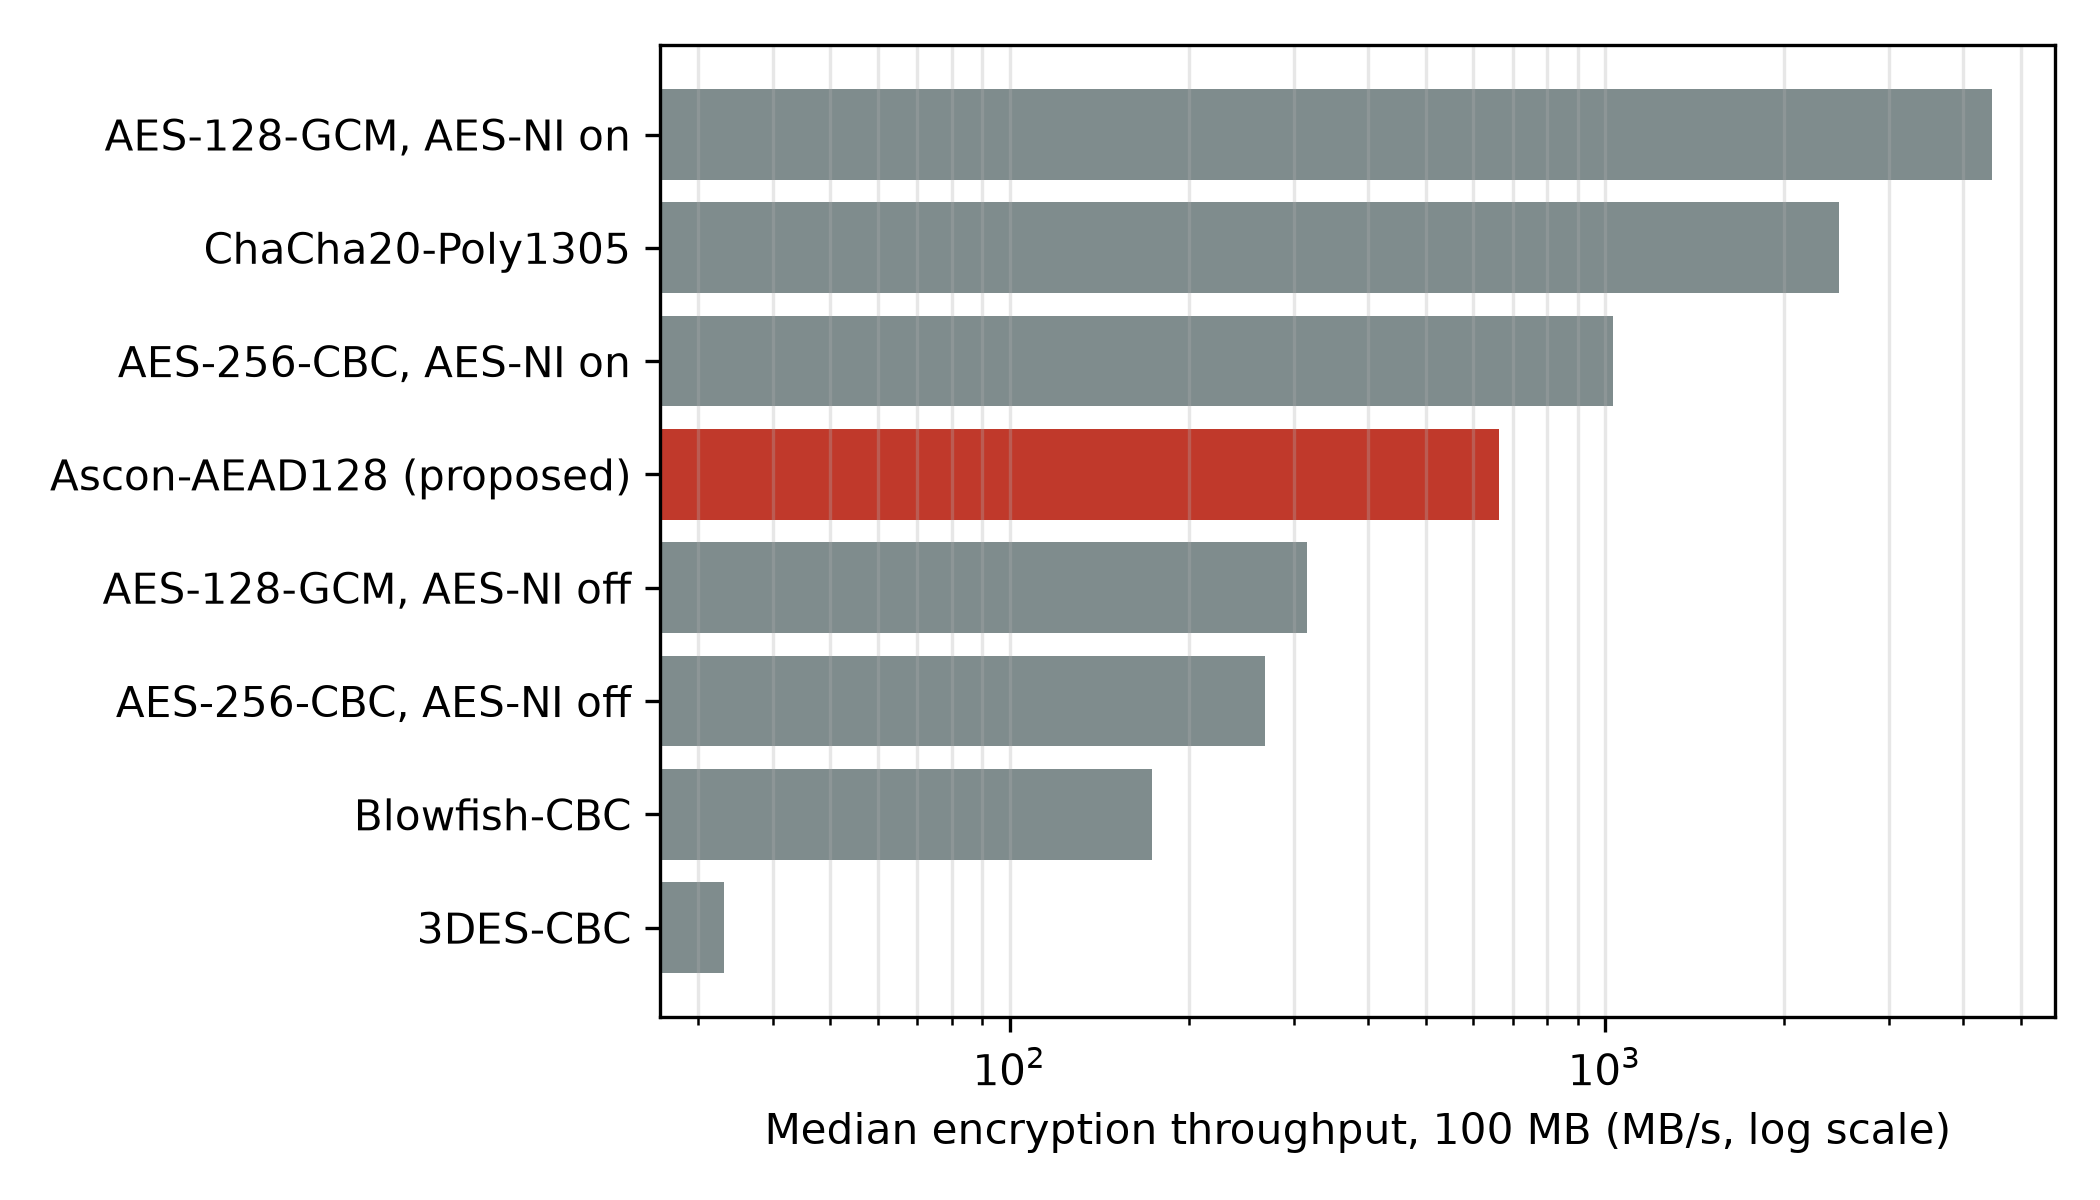 AES-128-GCM, AES-NI on
ChaCha20-Poly1305
AES-256-CBC, AES-NI on
Ascon-AEAD128 (proposed)
AES-128-GCM, AES-NI off
AES-256-CBC, AES-NI off
Blowfish-CBC
3DES-CBC
10² 10³
Median encryption throughput, 100 MB (MB/s, log scale)